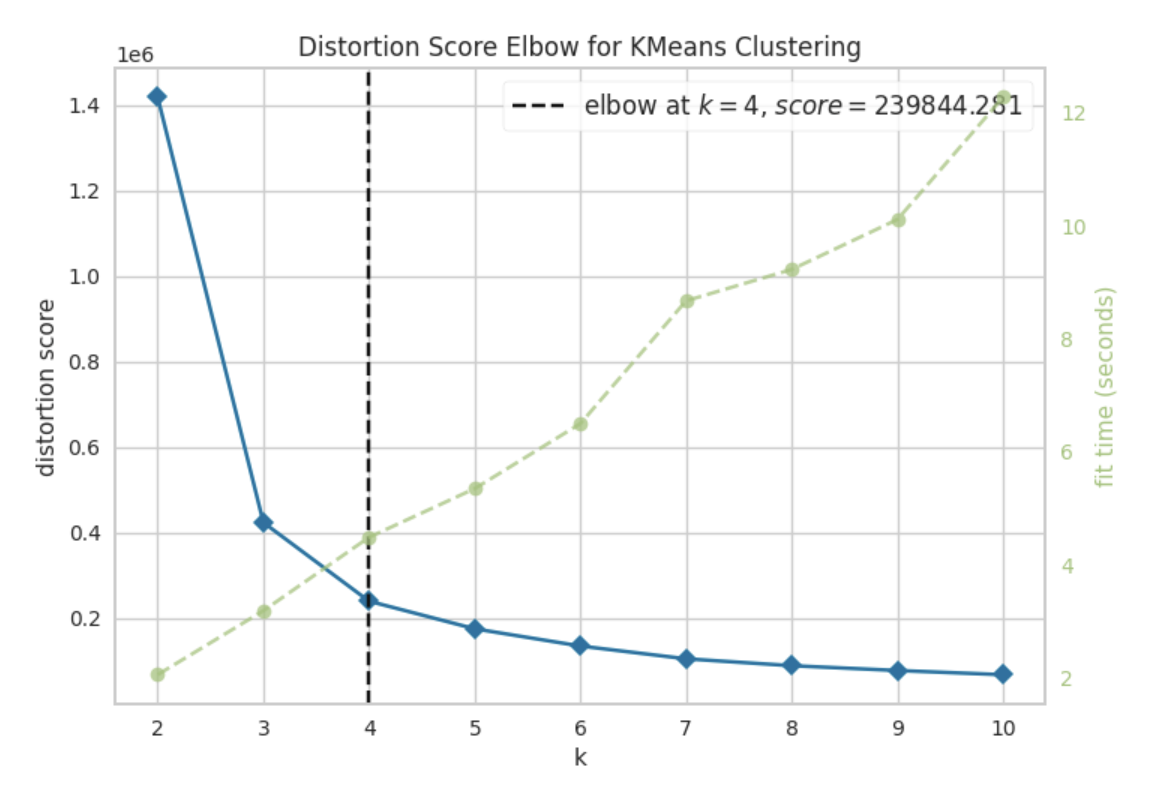 Distortion Score Elbow for KMeans Clustering
1e6
elbow at k = 4, score = 239844.281
1.4
1.2
1.0
0.8
0.6
0.4
0.2
distortion score
12
10
8
6
4
2
fit time (seconds)
2 3 4 5 6 7 8 9 10
k